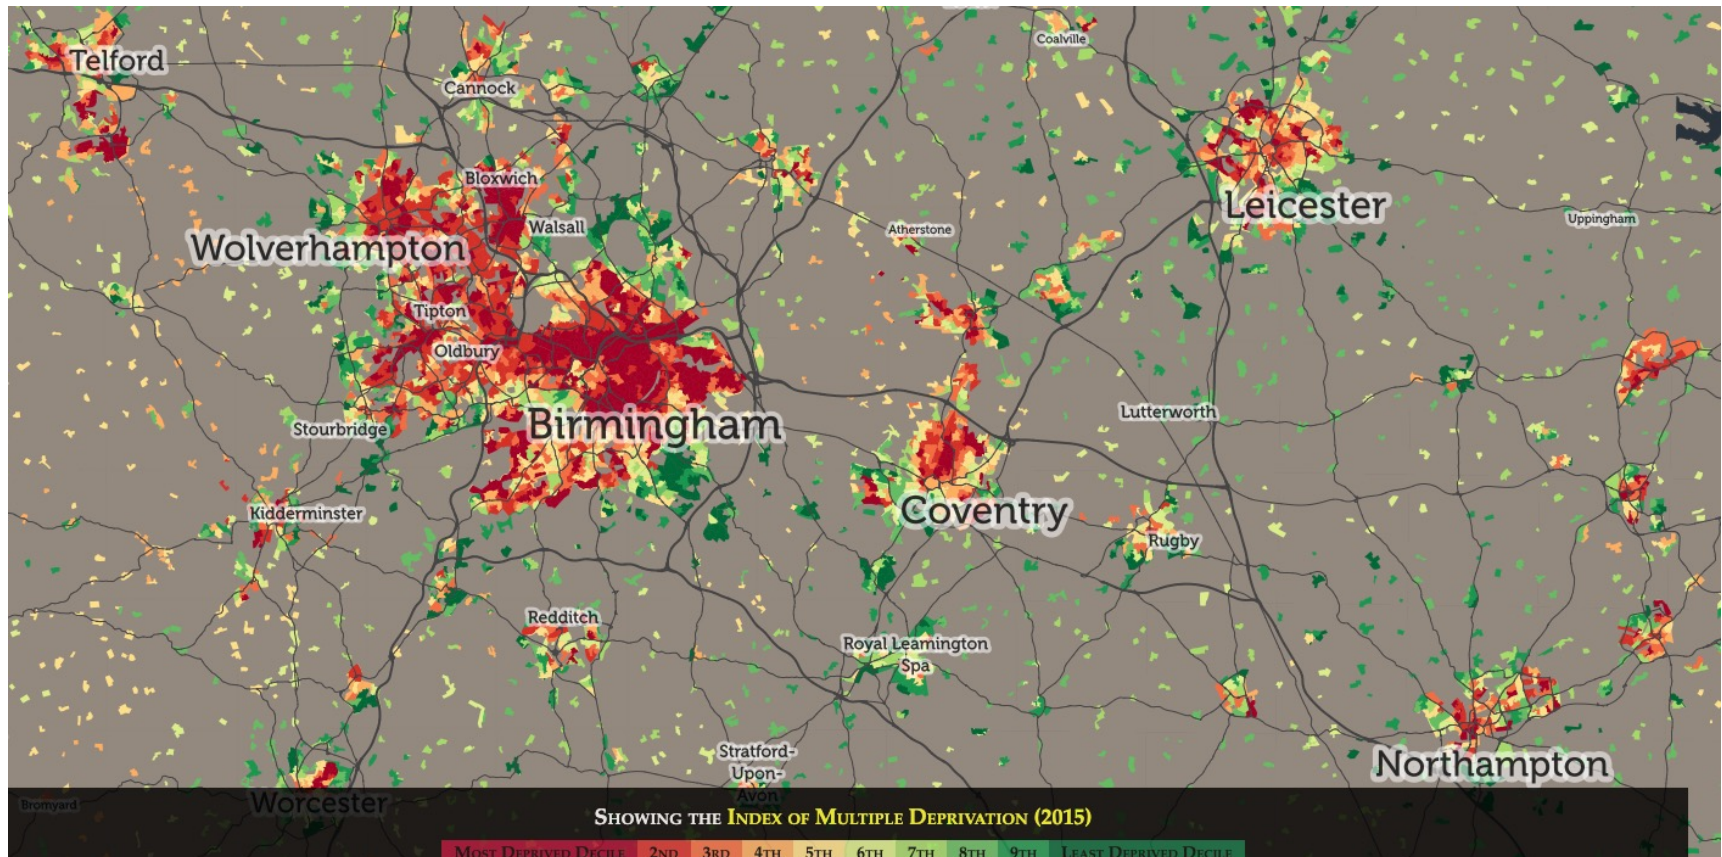 Telford
Cannock
Coalville
Bloxwich
Walsall
Wolverhampton
Leicester
Uppingham
Atherstone
Tipton
Oldbury
Birmingham
Stourbridge
Lutterworth
Kidderminster
Coventry
Rugby
Redditch
Royal Leamington
Spa
Northampton
Stratford-
Upon-
Avon
Bromyard
Worcester
Showing the Index of Multiple Deprivation (2015)
Most Deprived Decile 2nd 3rd 4th 5th 6th 7th 8th 9th Least Deprived Decile